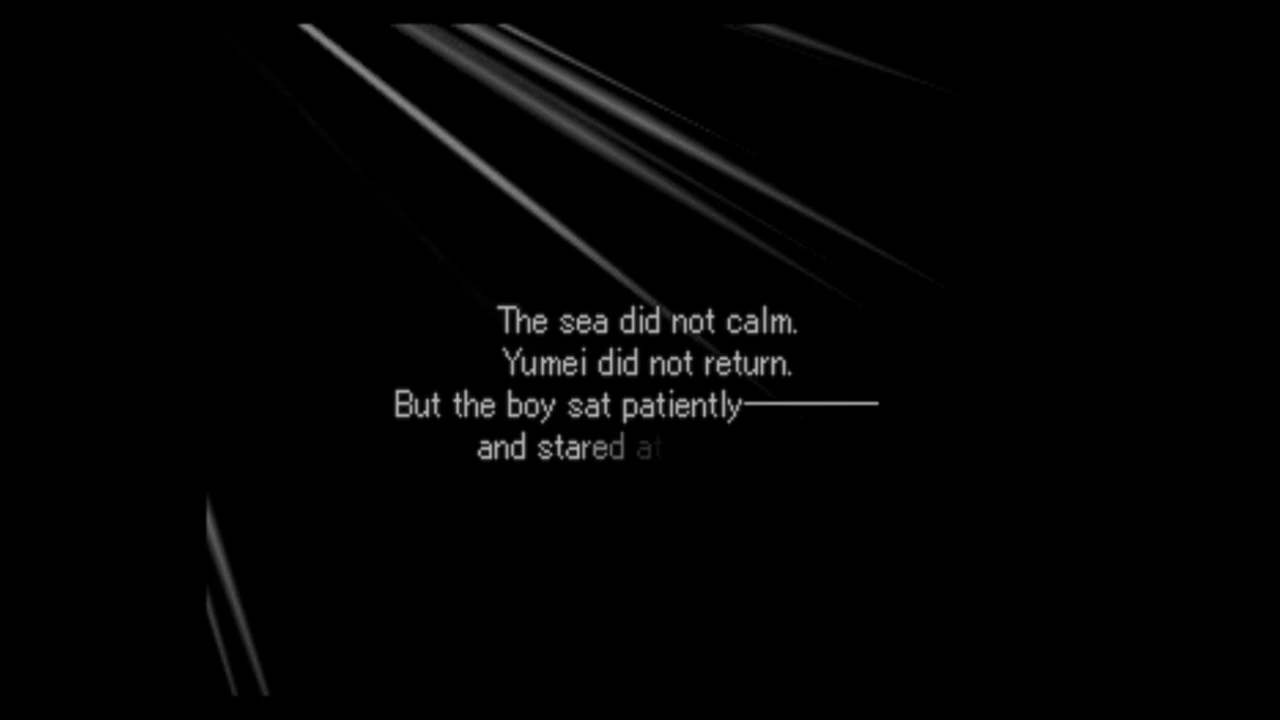 The sea did not calm.
Yumei did not return.
But the boy sat patiently———
and stared at